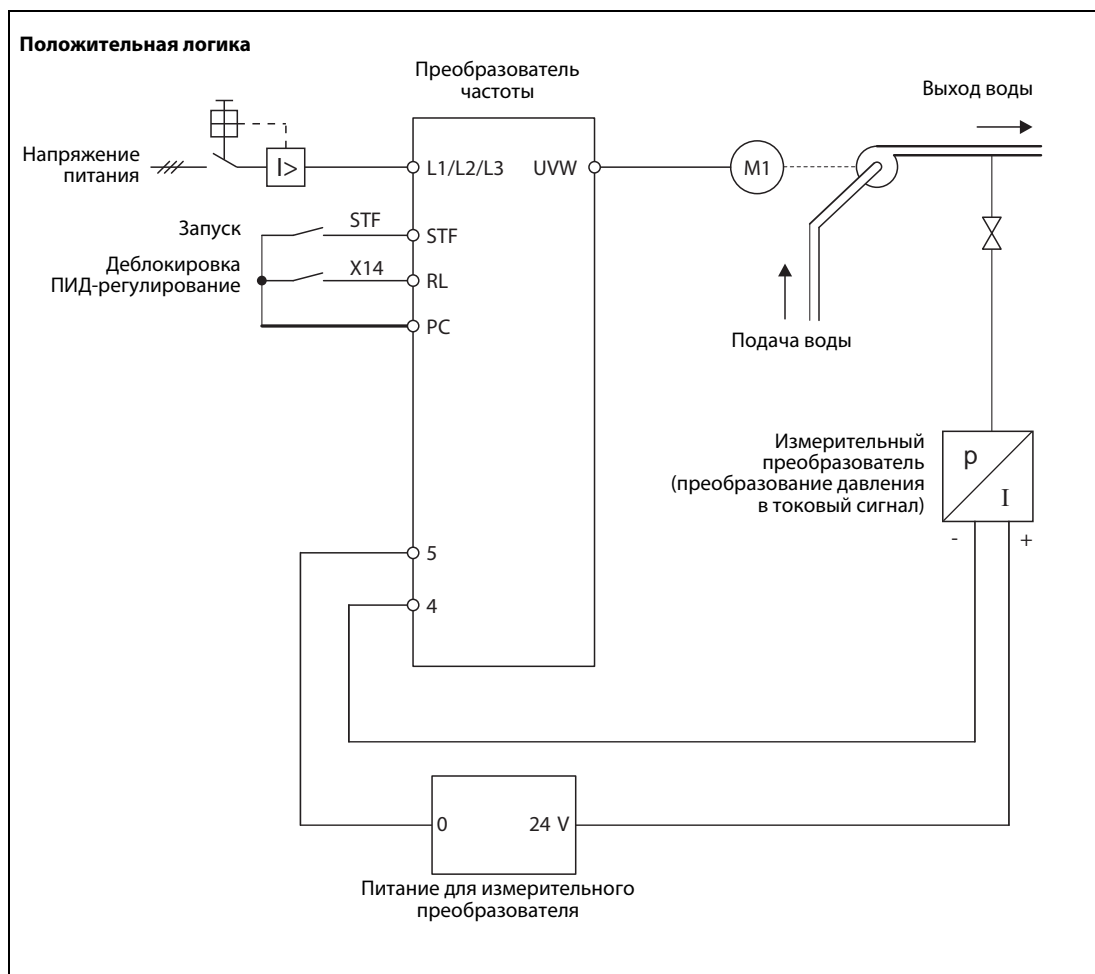 Положительная логика
Преобразователь
частоты
Выход воды
Напряжение
питания
I>
L1/L2/L3
UVW
M1
Запуск
STF
STF
Деблокировка
ПИД-регулирование
X14
RL
PC
Подача воды
Измерительный
преобразователь
(преобразование давления
в токовый сигнал)
p
I
- +
5
4
0
24 V
Питание для измерительного
преобразователя